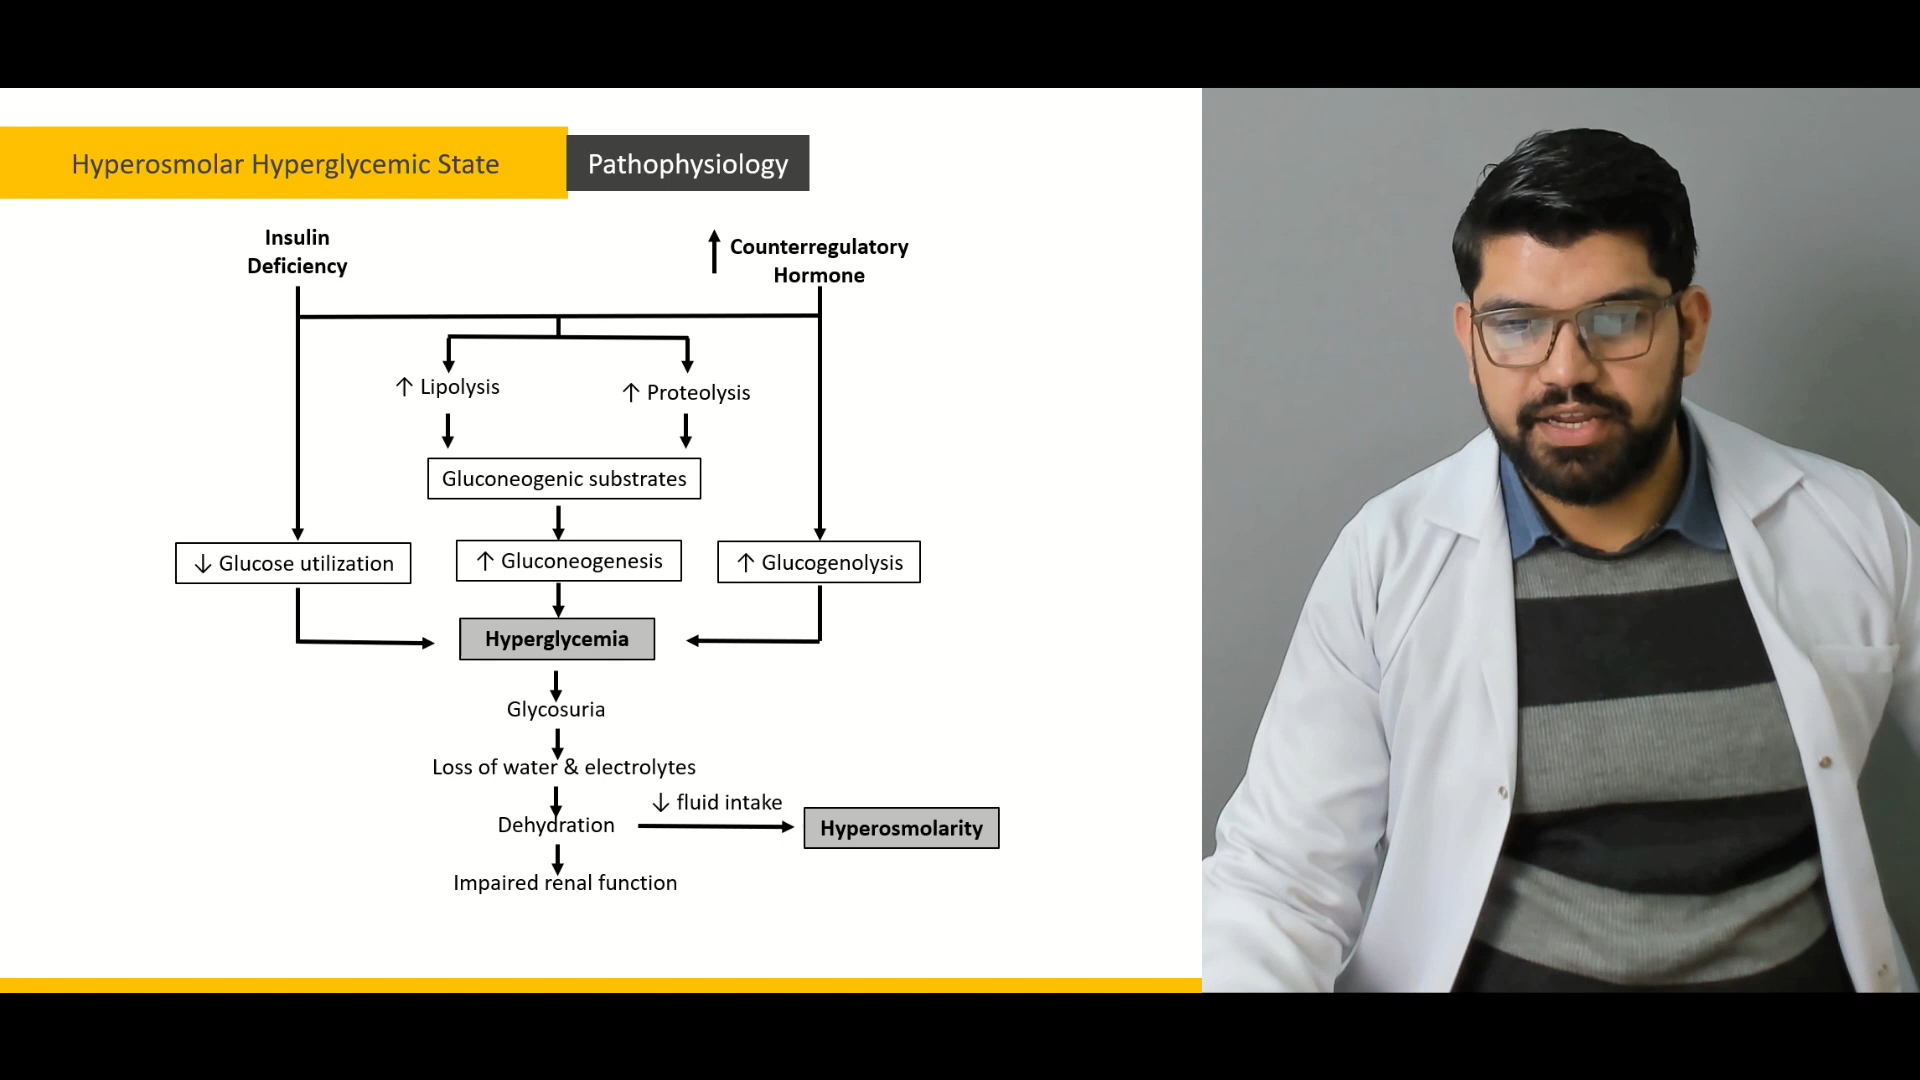 Hyperosmolar Hyperglycemic State
Pathophysiology
Insulin
Deficiency
↑ Counterregulatory
Hormone
↑ Lipolysis
↑ Proteolysis
Gluconeogenic substrates
↓ Glucose utilization
↑ Gluconeogenesis
↑ Glucogenolysis
Hyperglycemia
Glycosuria
Loss of water & electrolytes
↓ fluid intake
Dehydration
Hyperosmolarity
Impaired renal function